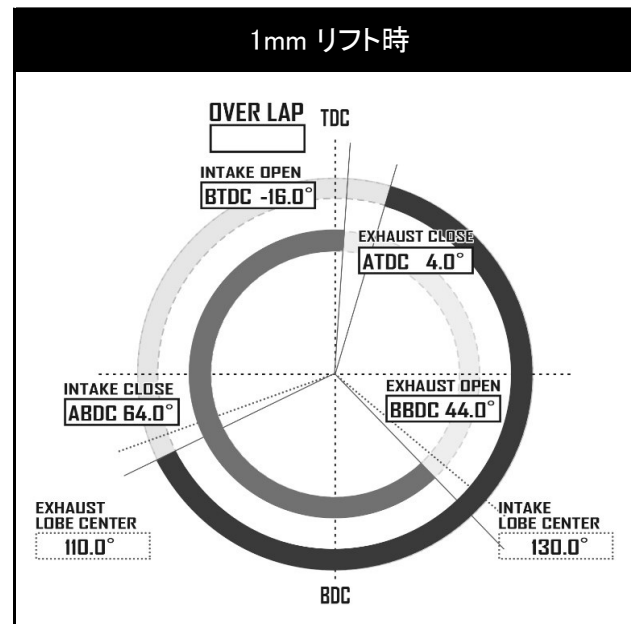 1mm リフト時
OVER LAP
TDC
INTAKE OPEN
BTDC -16.0°
EXHAUST CLOSE
ATDC 4.0°
INTAKE CLOSE
ABDC 64.0°
EXHAUST OPEN
BBDC 44.0°
EXHAUST
LOBE CENTER
110.0°
INTAKE
LOBE CENTER
130.0°
BDC